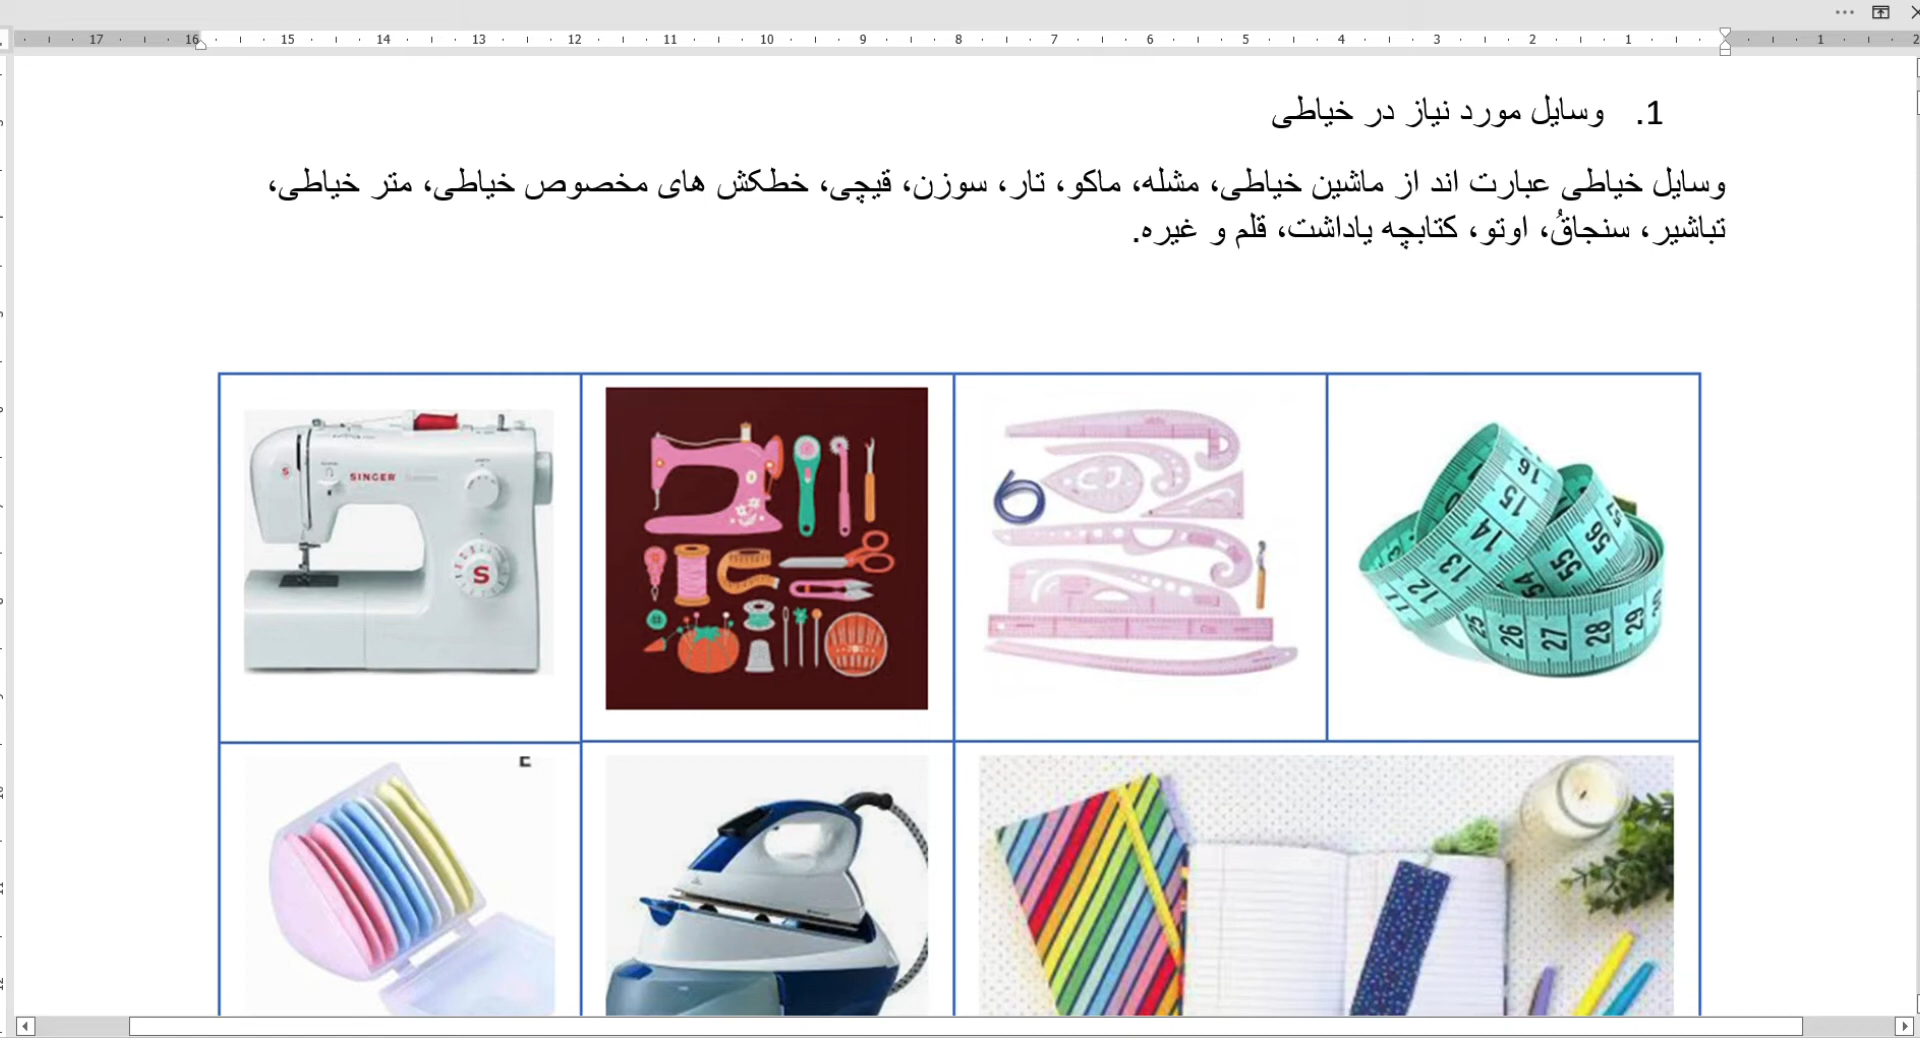 1. وسایل مورد نیاز در خیاطی
وسایل خیاطی عبارت اند از ماشین خیاطی، مشله، ماکو، تار، سوزن، قیچی، خطکش های مخصوص خیاطی، متر خیاطی،
تباشیر، سنجاقُ، اوتو، کتابچه یاداشت، قلم و غیره.
SINGER
S